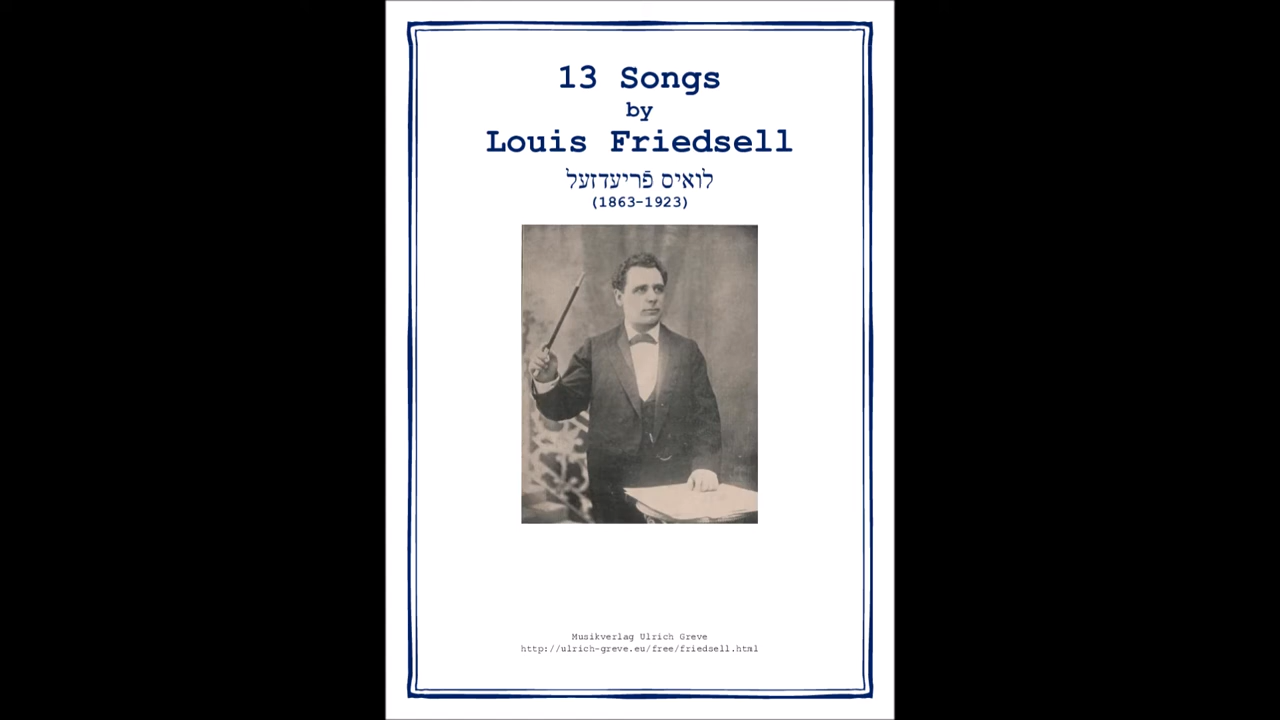 13 Songs
by
Louis Friedsell
לואיס פֿריעדזעל
(1863-1923)
Musikverlag Ulrich Greve
http://ulrich-greve.eu/free/friedsell.html